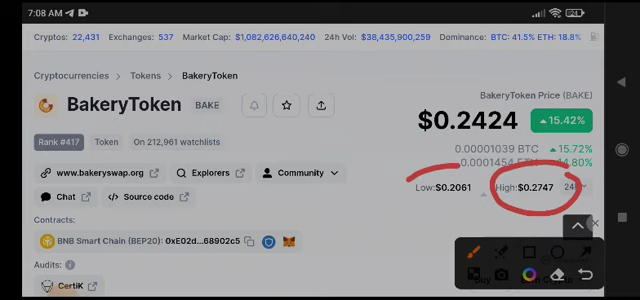 7:08 AM
24
Cryptos: 22,431 Exchanges: 537 Market Cap: $1,082,626,640,240 24h Vol: $38,435,900,259 Dominance: BTC: 41.5% ETH: 18.8%
Cryptocurrencies > Tokens > BakeryToken
BakeryToken BAKE
BakeryToken Price (BAKE)
$0.2424 15.42%
Rank #417 Token On 212,961 watchlists
0.00001039 BTC 15.72%
0.0001454 ETH 14.80%
www.bakeryswap.org Explorers Community
Low: $0.2061 High: $0.2747 24h
Chat Source code
Contracts:
BNB Smart Chain (BEP20): 0xE02d...68902c5
Audits:
CertiK
Buy